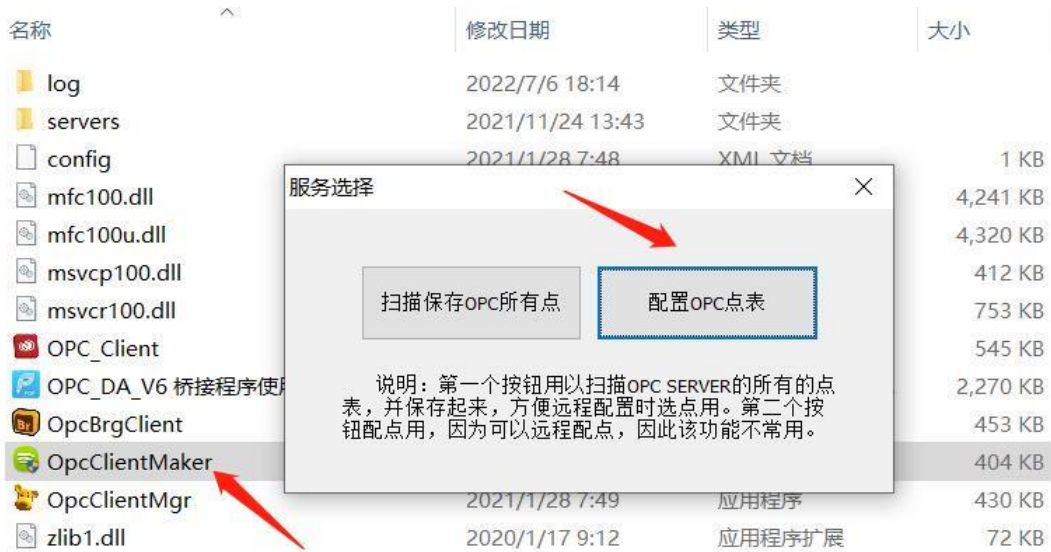 名称 修改日期 类型 大小
log 2022/7/6 18:14 文件夹
servers 2021/11/24 13:43 文件夹
config 2021/1/28 7:48 XML 文档 1 KB
服务选择
mfc100.dll 4,241 KB
mfc100u.dll 4,320 KB
msvcp100.dll 412 KB
扫描保存OPC所有点 配置OPC点表
msvcr100.dll 753 KB
OPC_Client 545 KB
OPC_DA_V6 桥接程序使 2,270 KB
说明：第一个按钮用以扫描OPC SERVER的所有的点
表，并保存起来，方便远程配置时选点用。第二个按
钮配点用，因为可以远程配点，因此该功能不常用。
OpcBrgClient 453 KB
OpcClientMaker 404 KB
OpcClientMgr 2021/1/28 7:49 应用程序 430 KB
zlib1.dll 2020/1/17 9:12 应用程序扩展 72 KB